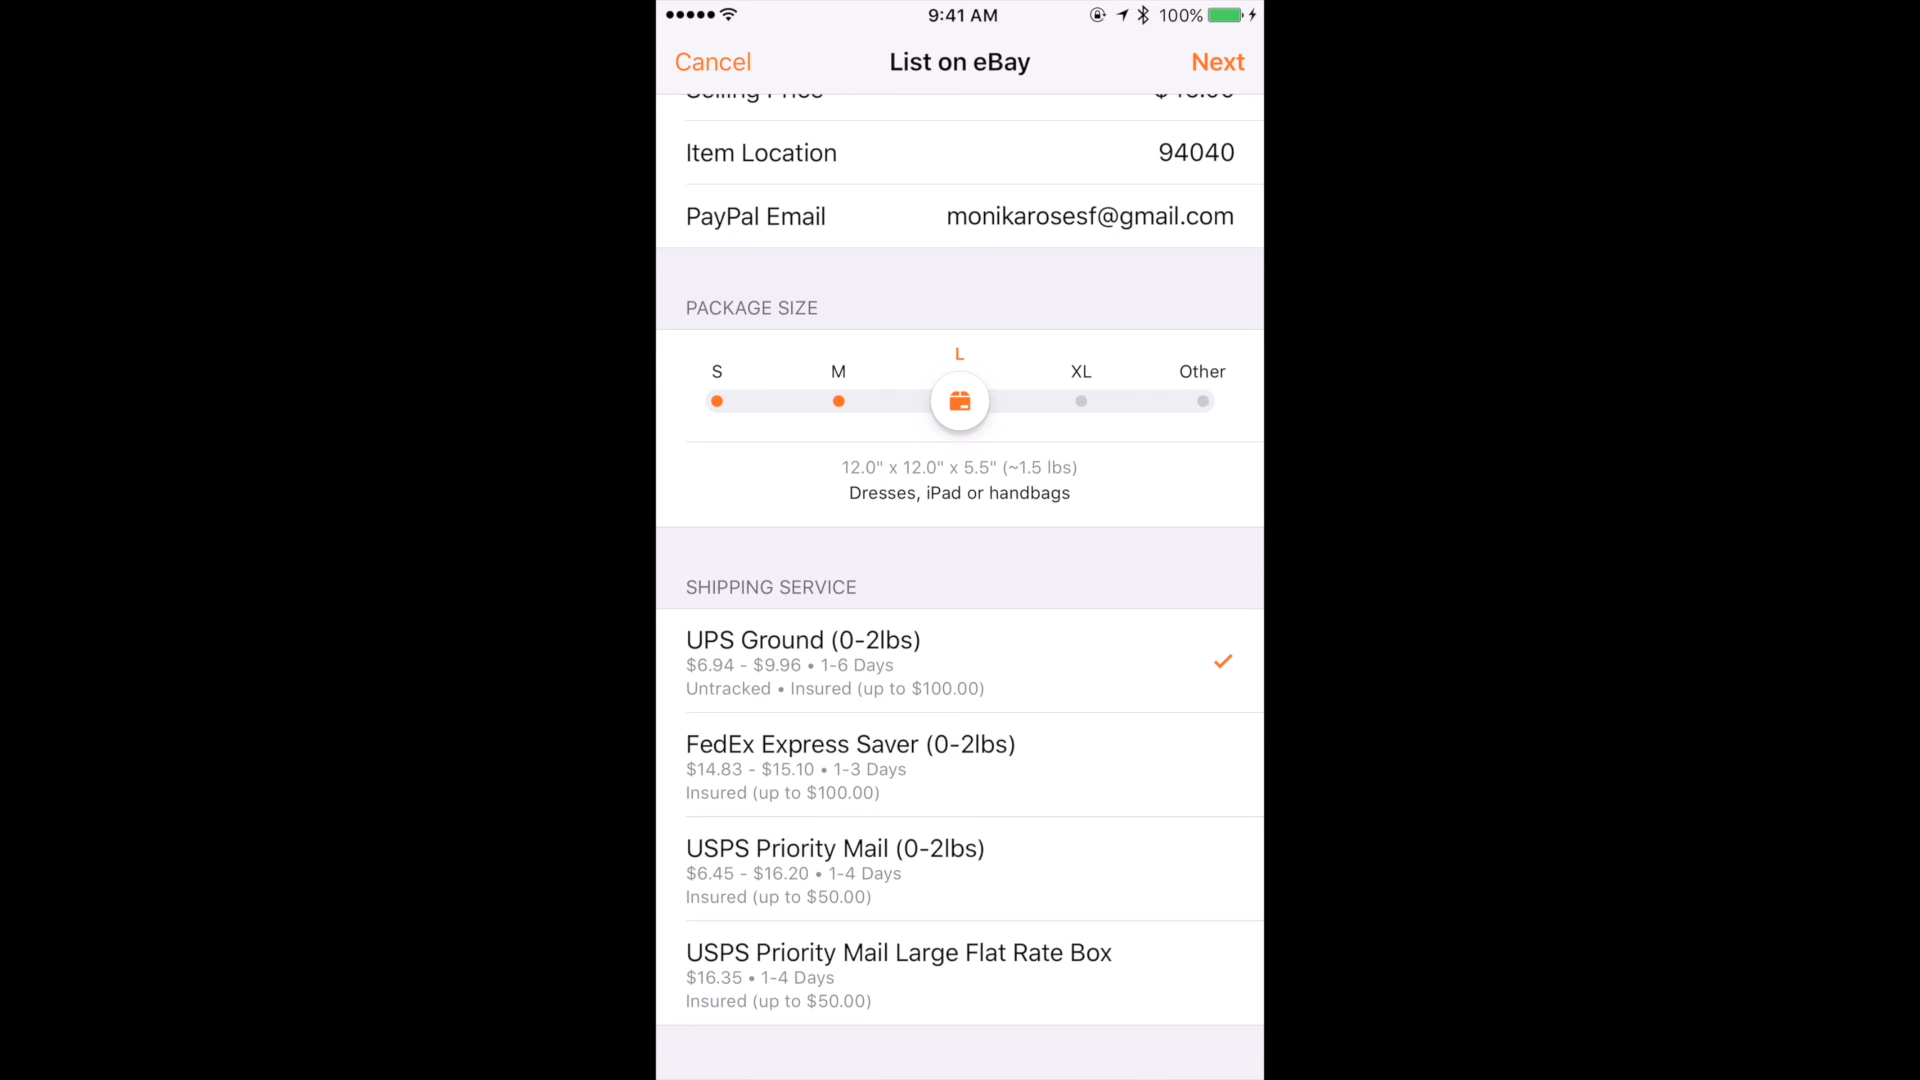 9:41 AM 100%
Cancel List on eBay Next
Selling Price
Item Location 94040
PayPal Email monikarosesf@gmail.com
PACKAGE SIZE
S M L XL Other
12.0" x 12.0" x 5.5" (~1.5 lbs)
Dresses, iPad or handbags
SHIPPING SERVICE
UPS Ground (0-2lbs)
$6.94 - $9.96 • 1-6 Days
Untracked • Insured (up to $100.00)
FedEx Express Saver (0-2lbs)
$14.83 - $15.10 • 1-3 Days
Insured (up to $100.00)
USPS Priority Mail (0-2lbs)
$6.45 - $16.20 • 1-4 Days
Insured (up to $50.00)
USPS Priority Mail Large Flat Rate Box
$16.35 • 1-4 Days
Insured (up to $50.00)